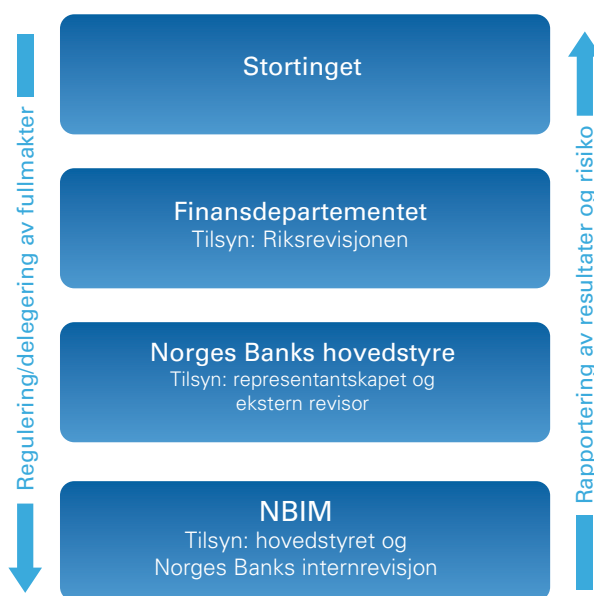 Stortinget
Finansdepartementet
Tilsyn: Riksrevisjonen
Norges Banks hovedstyre
Tilsyn: representantskapet og
ekstern revisor
NBIM
Tilsyn: hovedstyret og
Norges Banks internrevisjon
Regulering/delegering av fullmakter
Rapportering av resultater og risiko